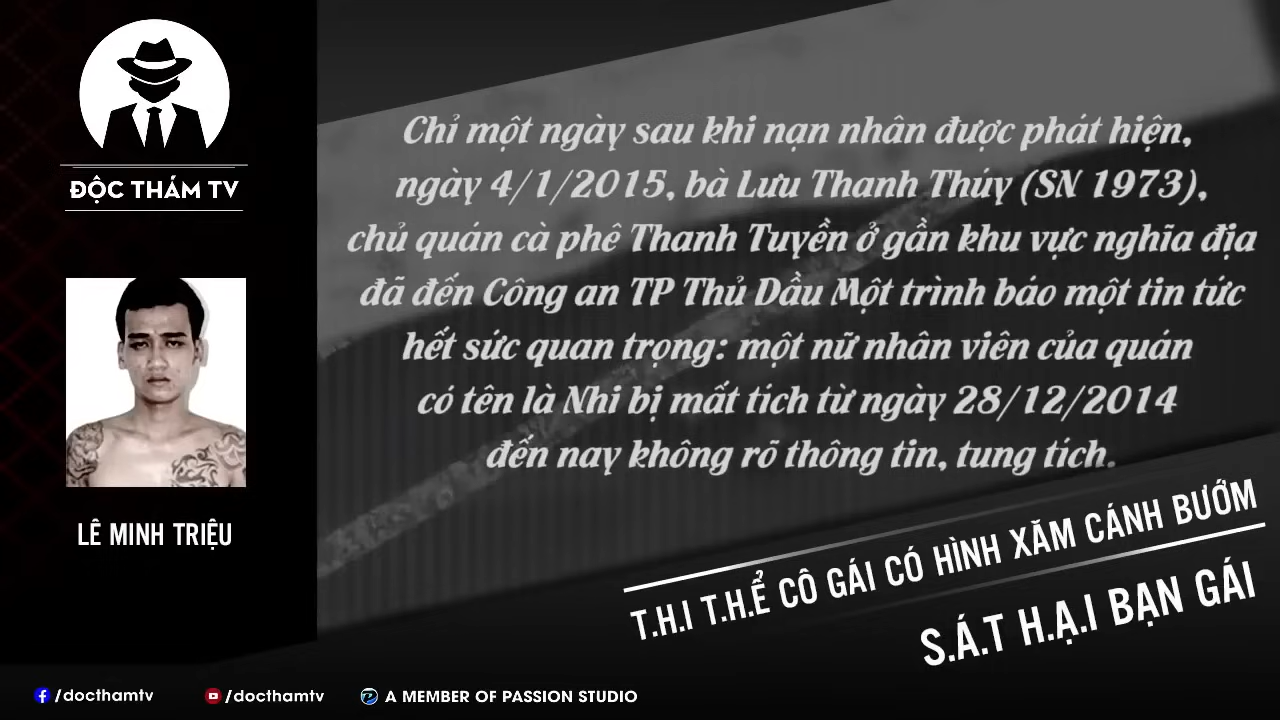 ĐỘC THÁM TV
LÊ MINH TRIỆU
Chỉ một ngày sau khi nạn nhân được phát hiện,
ngày 4/1/2015, bà Lưu Thanh Thúy (SN 1973),
chủ quán cà phê Thanh Tuyền ở gần khu vực nghĩa địa
đã đến Công an TP Thủ Dầu Một trình báo một tin tức
hết sức quan trọng: một nữ nhân viên của quán
có tên là Nhi bị mất tích từ ngày 28/12/2014
đến nay không rõ thông tin, tung tích.
T.H.I T.H.Ể CÔ GÁI CÓ HÌNH XĂM CÁNH BƯỚM
S.Á.T H.Ạ.I BẠN GÁI
/docthamtv
/docthamtv
A MEMBER OF PASSION STUDIO